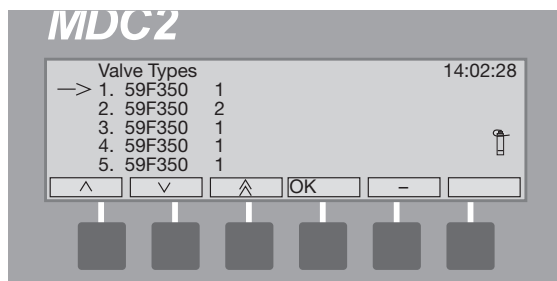 MDC2
Valve Types 14:02:28
—> 1. 59F350 1
2. 59F350 2
3. 59F350 1
4. 59F350 1
5. 59F350 1
OK –